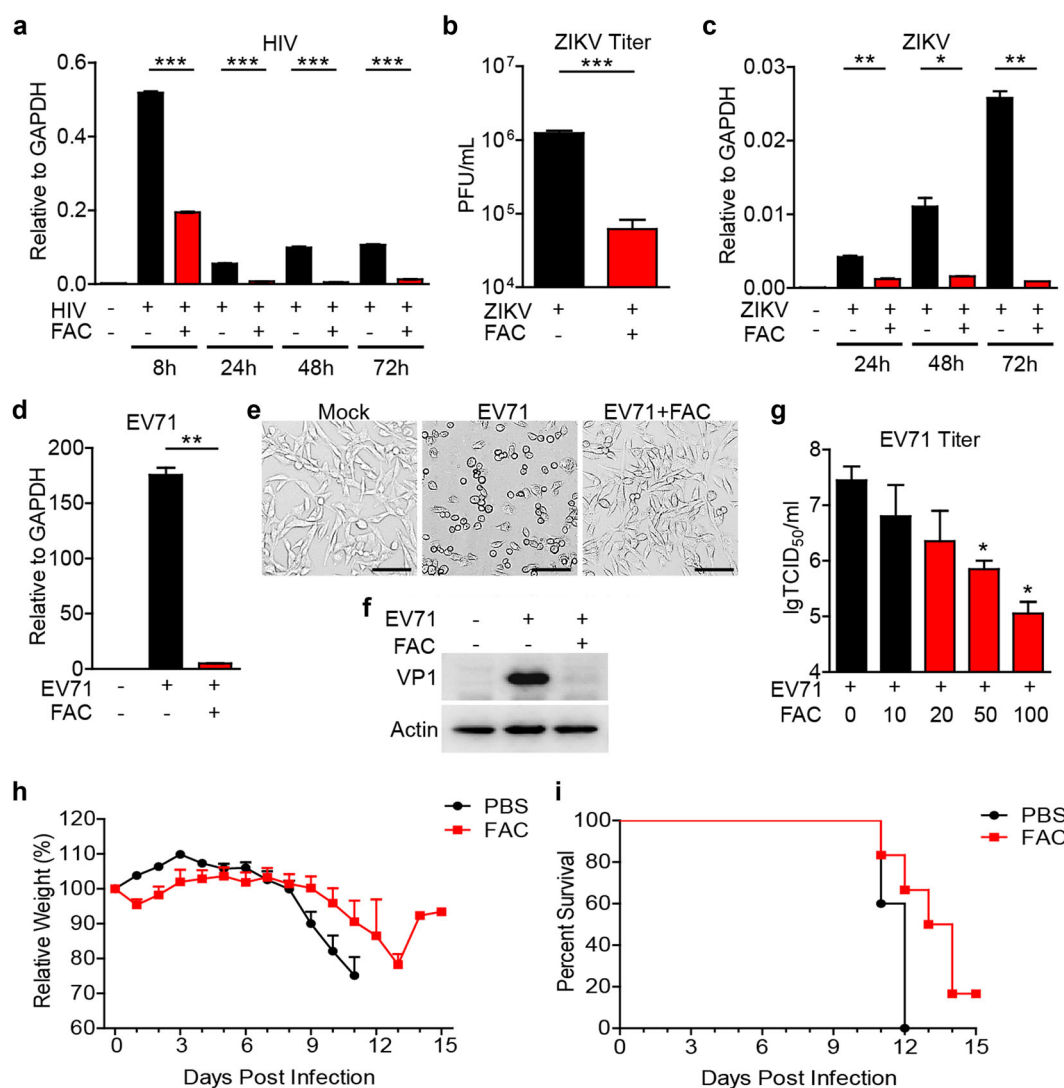 a
HIV
*** *** *** ***
Relative to GAPDH
0.6
0.4
0.2
0.0
HIV - + + + + + + + +
FAC - - + - + - + - +
8h 24h 48h 72h
b
ZIKV Titer
***
PFU/mL
10⁷
10⁶
10⁵
10⁴
ZIKV + +
FAC - +
c
ZIKV
** * **
Relative to GAPDH
0.03
0.02
0.01
0.00
ZIKV - + + + + + +
FAC - - + - + - +
24h 48h 72h
d
EV71
**
Relative to GAPDH
200
150
100
50
0
EV71 - + +
FAC - - +
e
Mock EV71 EV71+FAC
f
EV71 - + +
FAC - - +
VP1
Actin
g
EV71 Titer
* *
lgTCID₅₀/ml
8
7
6
5
4
EV71 + + + + +
FAC 0 10 20 50 100
h
PBS
FAC
Relative Weight (%)
120
110
100
90
80
70
60
0 3 6 9 12 15
Days Post Infection
i
PBS
FAC
Percent Survival
100
80
60
40
20
0
0 3 6 9 12 15
Days Post Infection